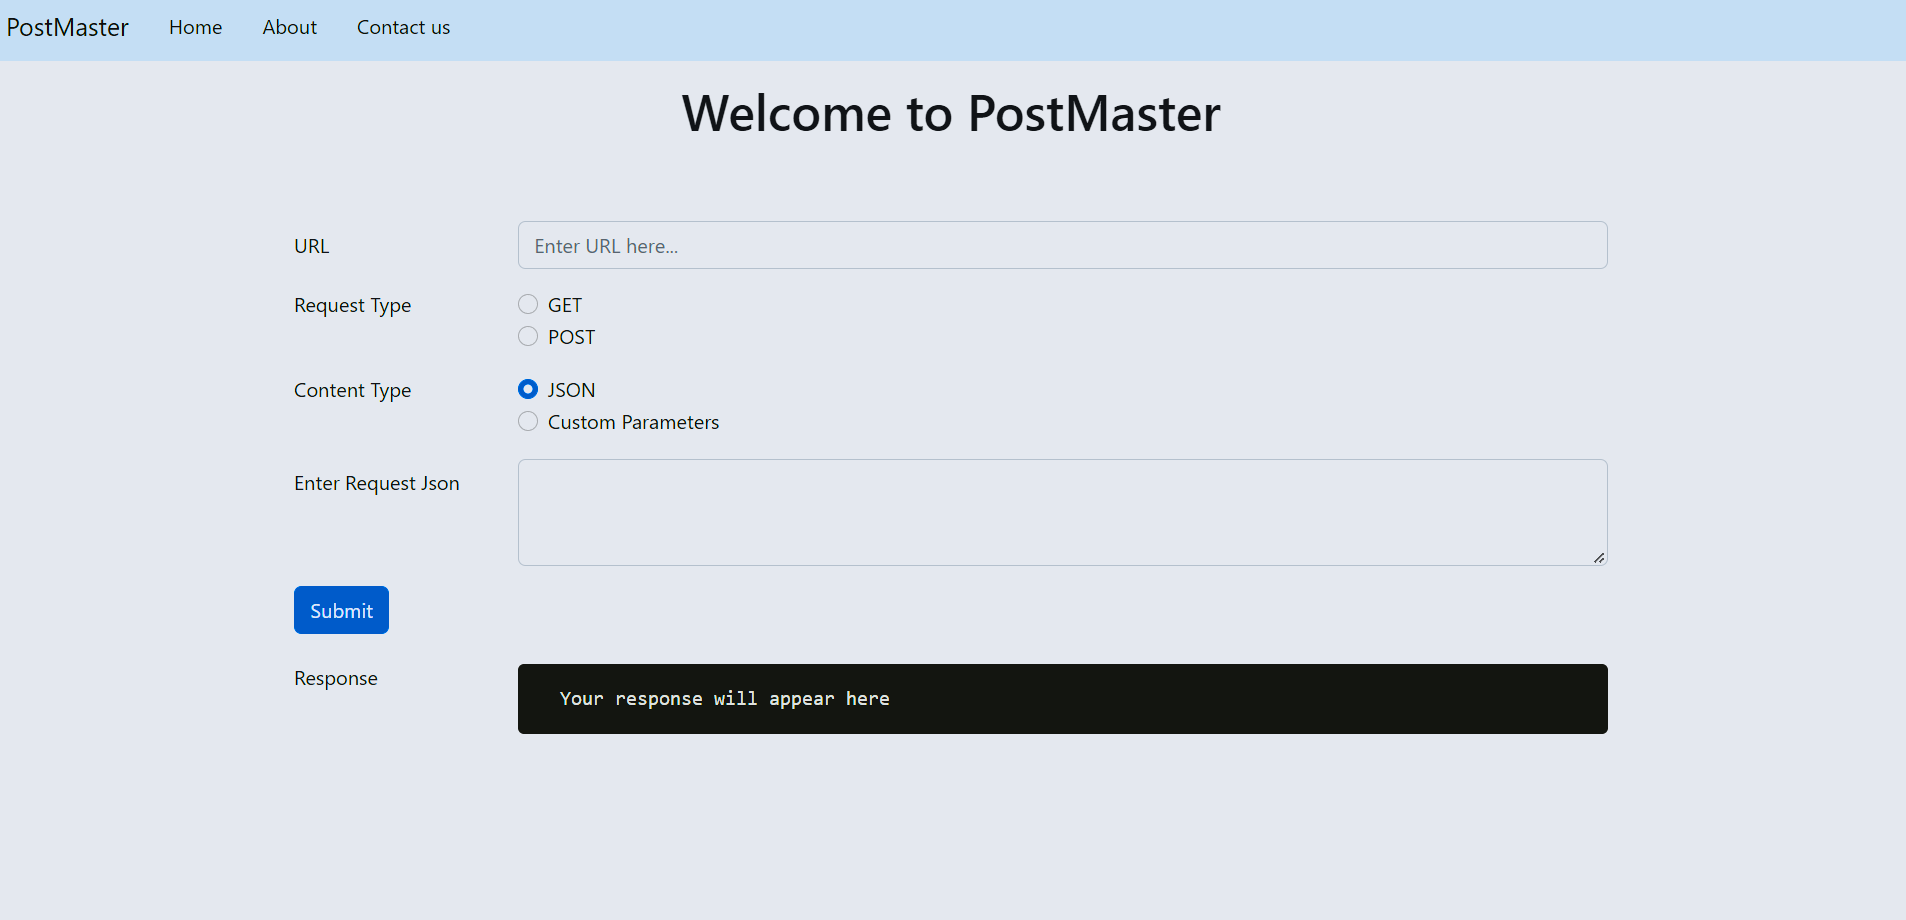 PostMaster Home About Contact us
Welcome to PostMaster
URL Enter URL here...
Request Type GET
POST
Content Type JSON
Custom Parameters
Enter Request Json
Submit
Response Your response will appear here